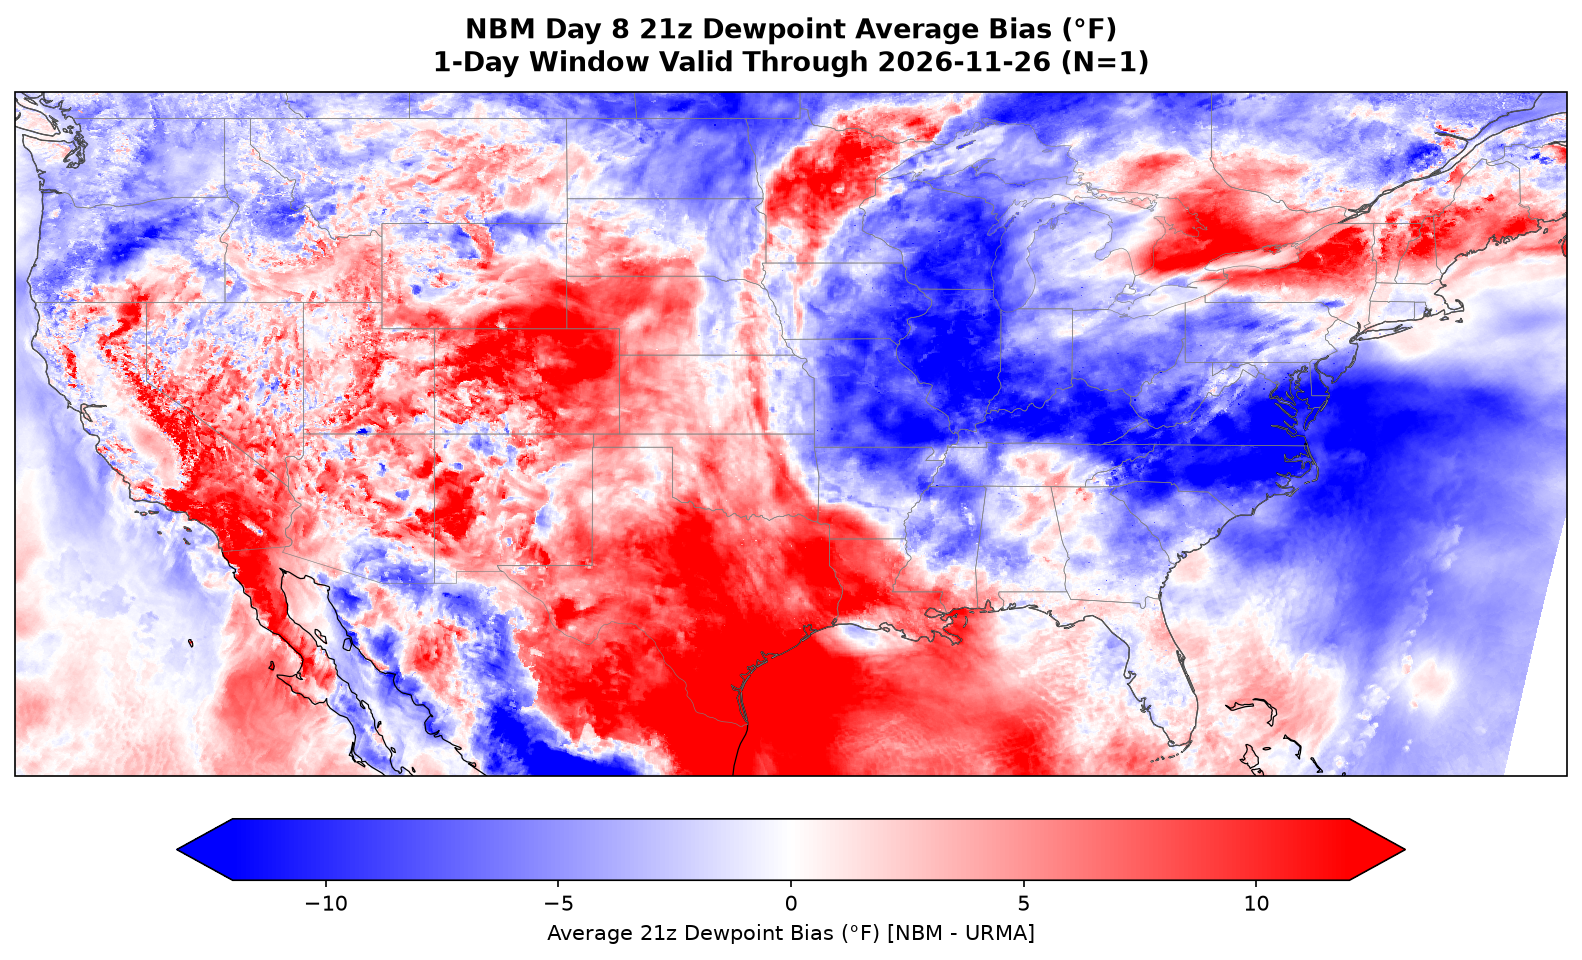 NBM Day 8 21z Dewpoint Average Bias (°F)
1-Day Window Valid Through 2026-11-26 (N=1)
−10 −5 0 5 10
Average 21z Dewpoint Bias (°F) [NBM - URMA]